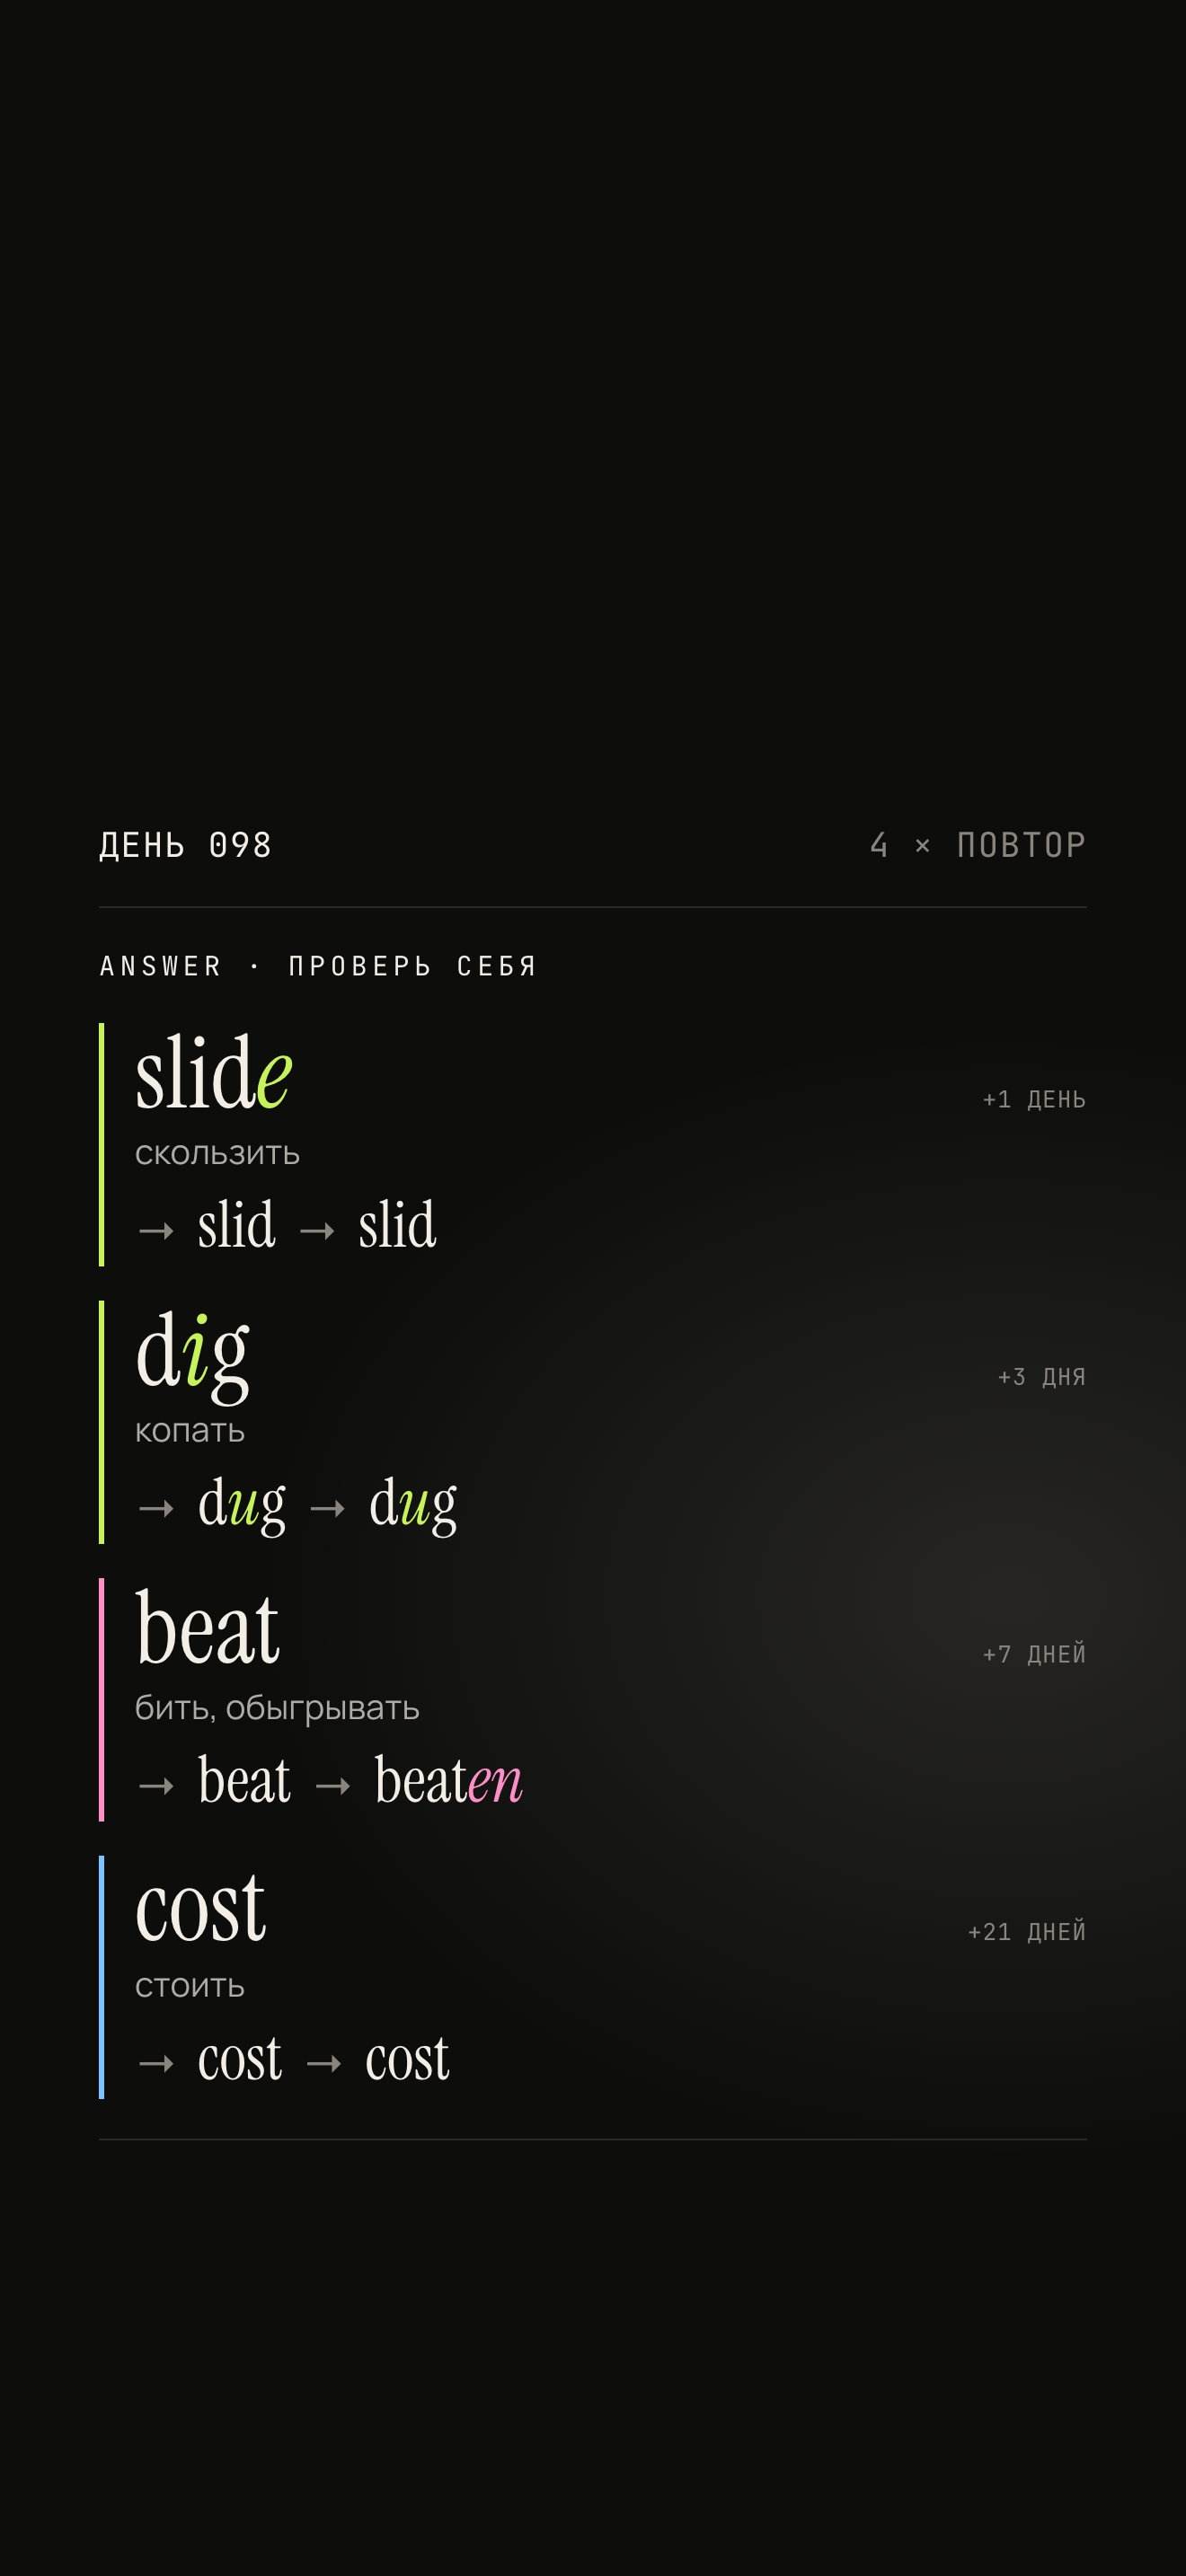 ДЕНЬ 098
4 × ПОВТОР
ANSWER · ПРОВЕРЬ СЕБЯ
slide
+1 ДЕНЬ
скользить
→ slid → slid
dig
+3 ДНЯ
копать
→ dug → dug
beat
+7 ДНЕЙ
бить, обыгрывать
→ beat → beaten
cost
+21 ДНЕЙ
стоить
→ cost → cost